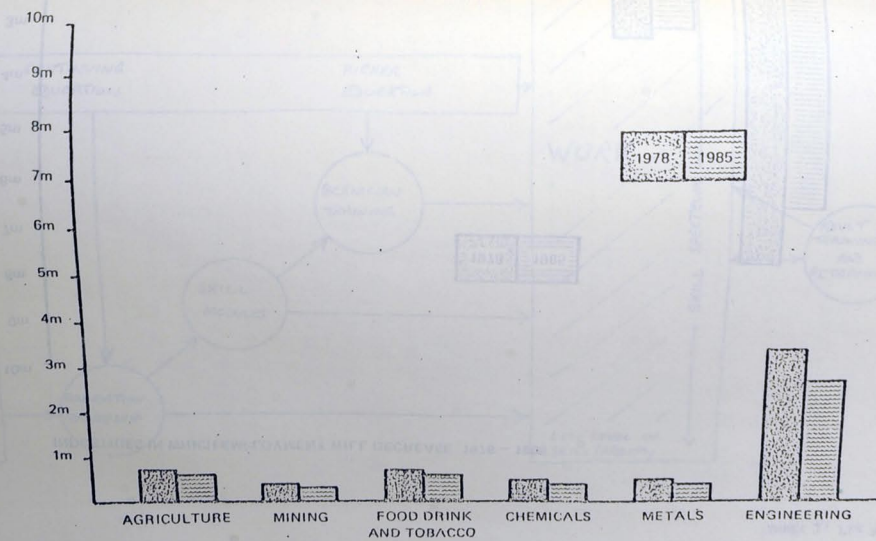 10m
9m
8m
7m
6m
5m
4m
3m
2m
1m
1978 1985
AGRICULTURE
MINING
FOOD DRINK
AND TOBACCO
CHEMICALS
METALS
ENGINEERING